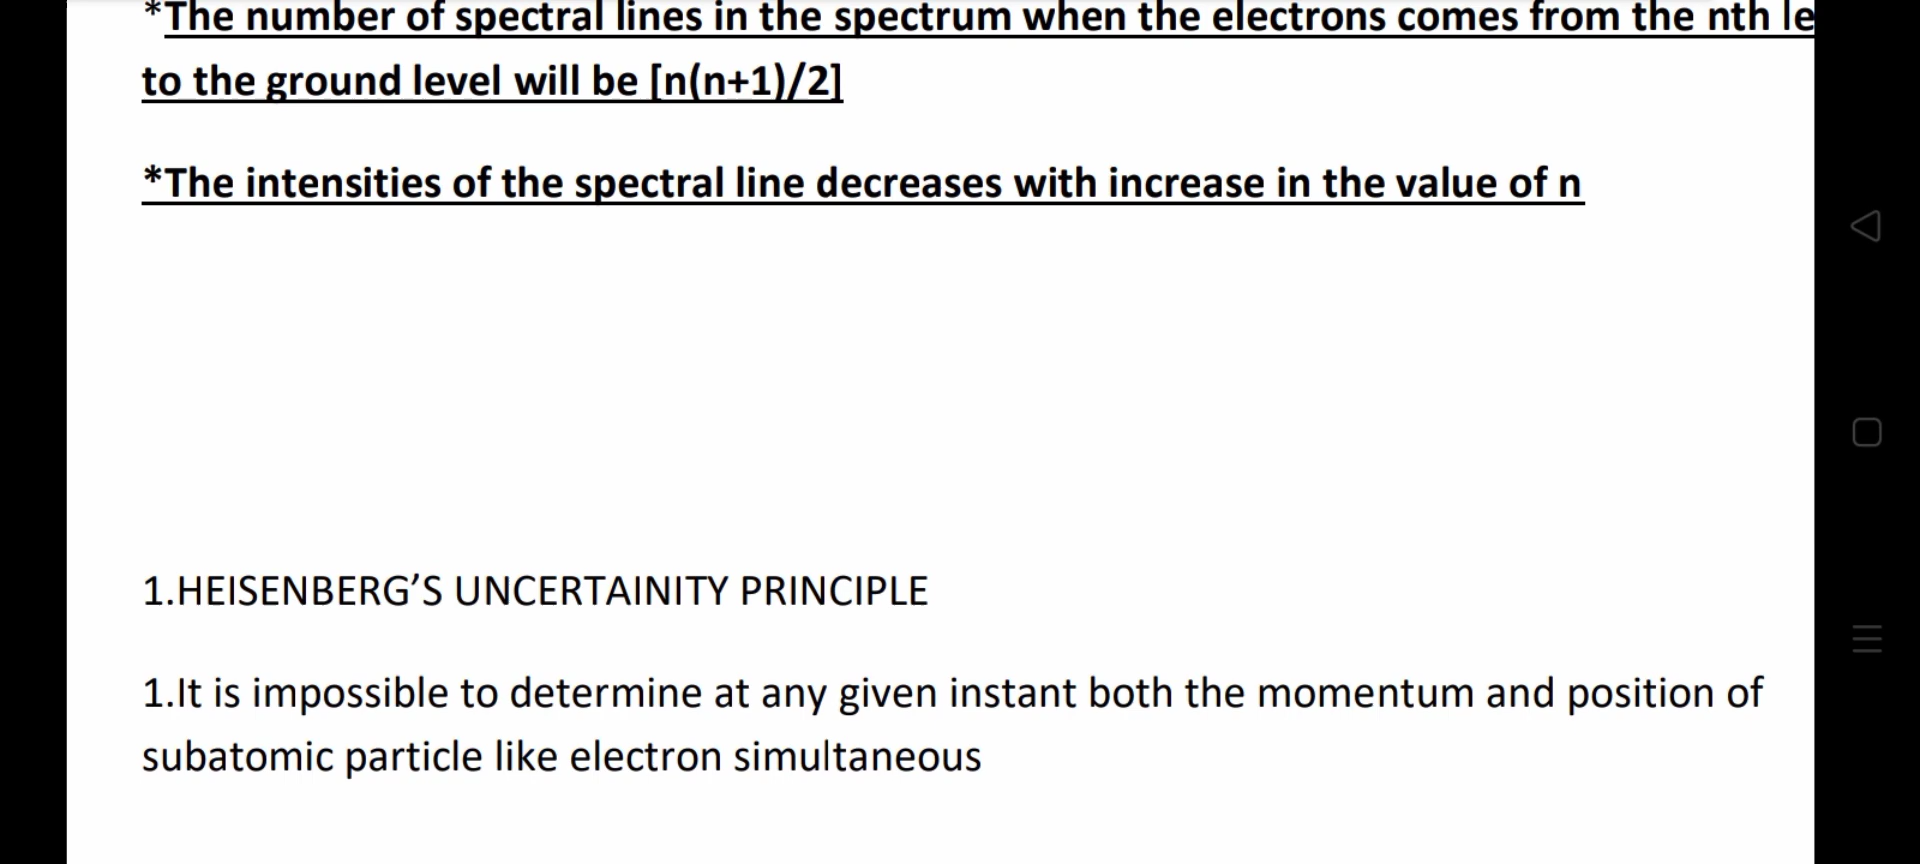 *The number of spectral lines in the spectrum when the electrons comes from the nth le
to the ground level will be [n(n+1)/2]
*The intensities of the spectral line decreases with increase in the value of n
1.HEISENBERG’S UNCERTAINITY PRINCIPLE
1.It is impossible to determine at any given instant both the momentum and position of
subatomic particle like electron simultaneous